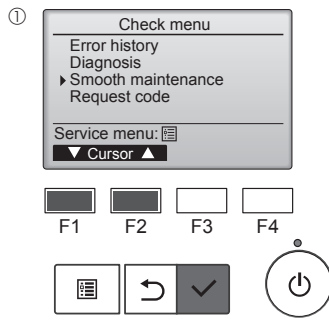 ①
Check menu
Error history
Diagnosis
Smooth maintenance
Request code
Service menu:
▼ Cursor ▲
F1 F2 F3 F4